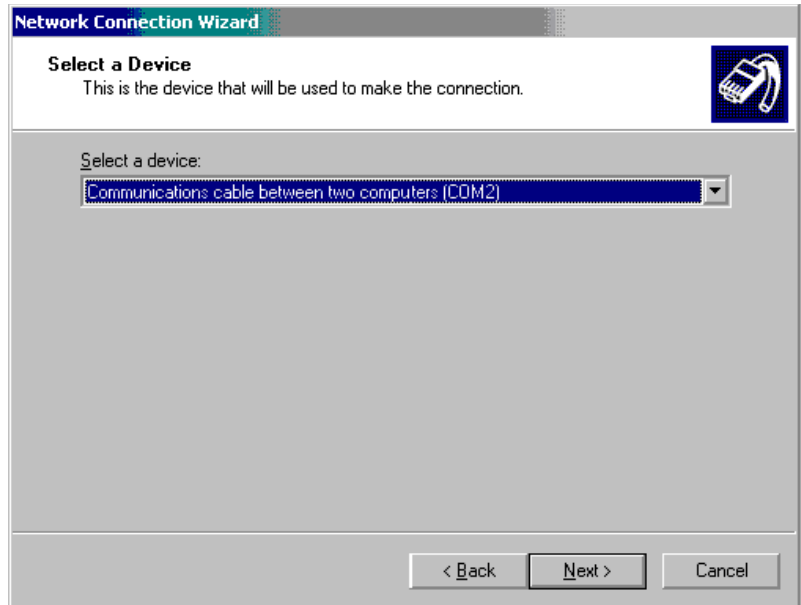 Network Connection Wizard
Select a Device
This is the device that will be used to make the connection.
Select a device:
Communications cable between two computers (COM2)
< Back
Next >
Cancel